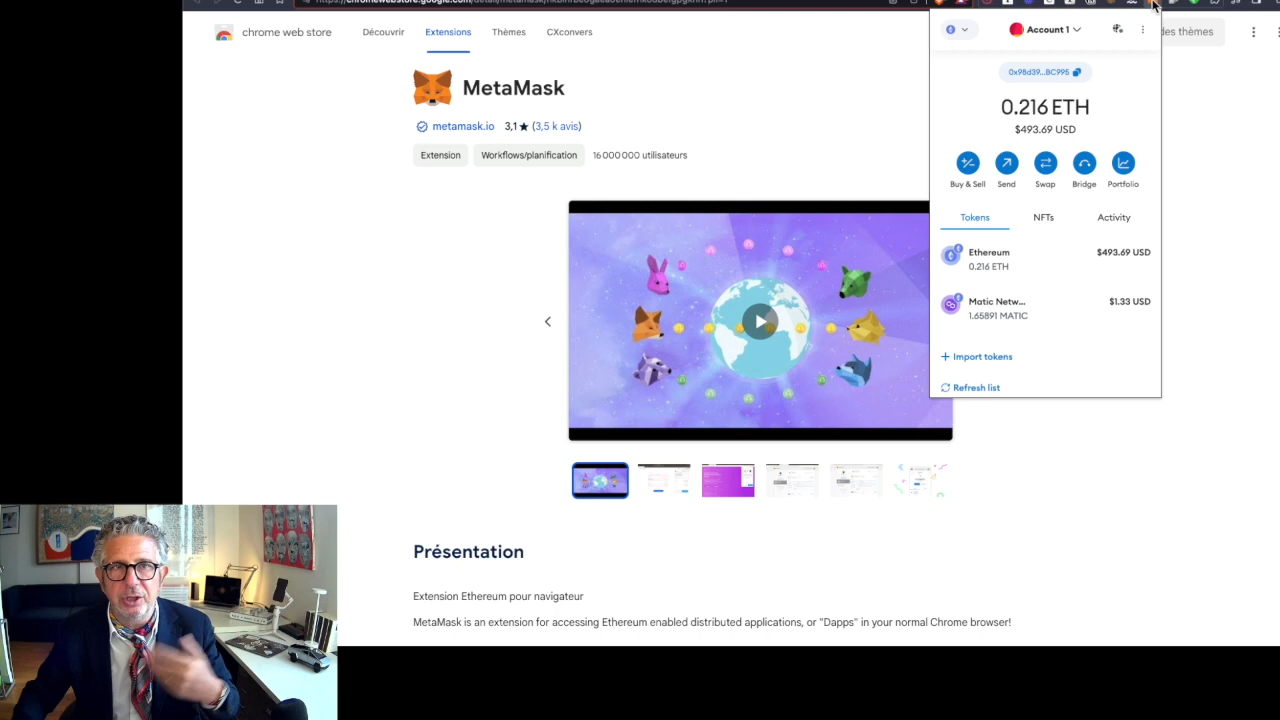 chrome web store
Découvrir
Extensions
Thèmes
CXconvers
des thèmes
MetaMask
metamask.io 3,1★ (3,5 k avis)
Extension
Workflows/planification
16 000 000 utilisateurs
Présentation
Extension Ethereum pour navigateur
MetaMask is an extension for accessing Ethereum enabled distributed applications, or "Dapps" in your normal Chrome browser!
Account 1
0x98d39...BC995
0.216 ETH
$493.69 USD
Buy & Sell
Send
Swap
Bridge
Portfolio
Tokens
NFTs
Activity
Ethereum
$493.69 USD
0.216 ETH
Matic Netw...
$1.33 USD
1.65891 MATIC
+ Import tokens
Refresh list